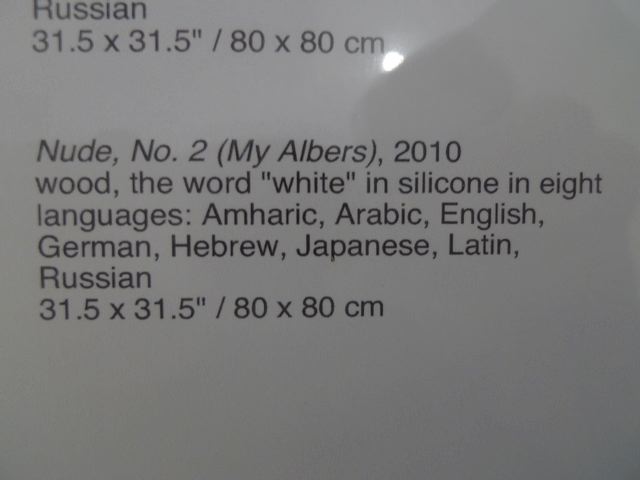 Russian
31.5 x 31.5" / 80 x 80 cm
Nude, No. 2 (My Albers), 2010
wood, the word "white" in silicone in eight
languages: Amharic, Arabic, English,
German, Hebrew, Japanese, Latin,
Russian
31.5 x 31.5" / 80 x 80 cm